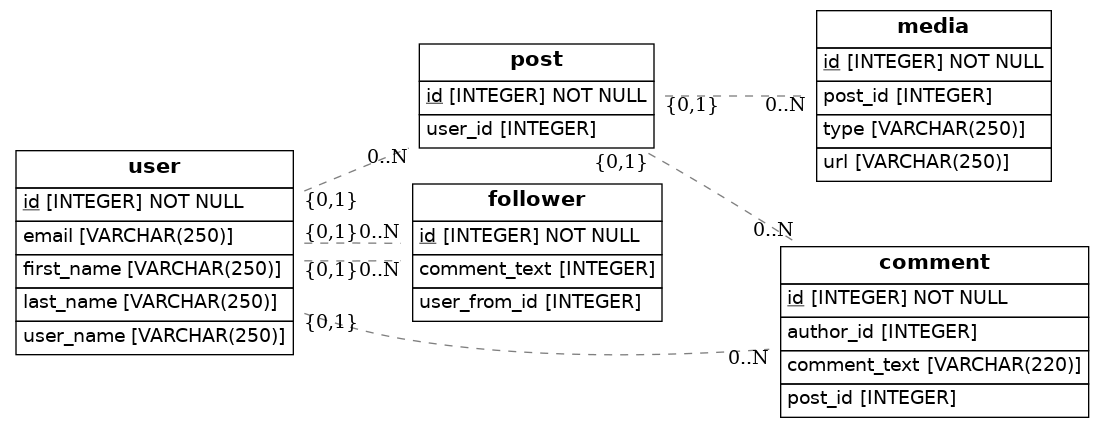 user
id [INTEGER] NOT NULL
email [VARCHAR(250)]
first_name [VARCHAR(250)]
last_name [VARCHAR(250)]
user_name [VARCHAR(250)]
0..N
{0,1}
{0,1} 0..N
{0,1} 0..N
{0,1}
0..N
post
id [INTEGER] NOT NULL
user_id [INTEGER]
{0,1}
0..N
{0,1}
0..N
follower
id [INTEGER] NOT NULL
comment_text [INTEGER]
user_from_id [INTEGER]
media
id [INTEGER] NOT NULL
post_id [INTEGER]
type [VARCHAR(250)]
url [VARCHAR(250)]
comment
id [INTEGER] NOT NULL
author_id [INTEGER]
comment_text [VARCHAR(220)]
post_id [INTEGER]